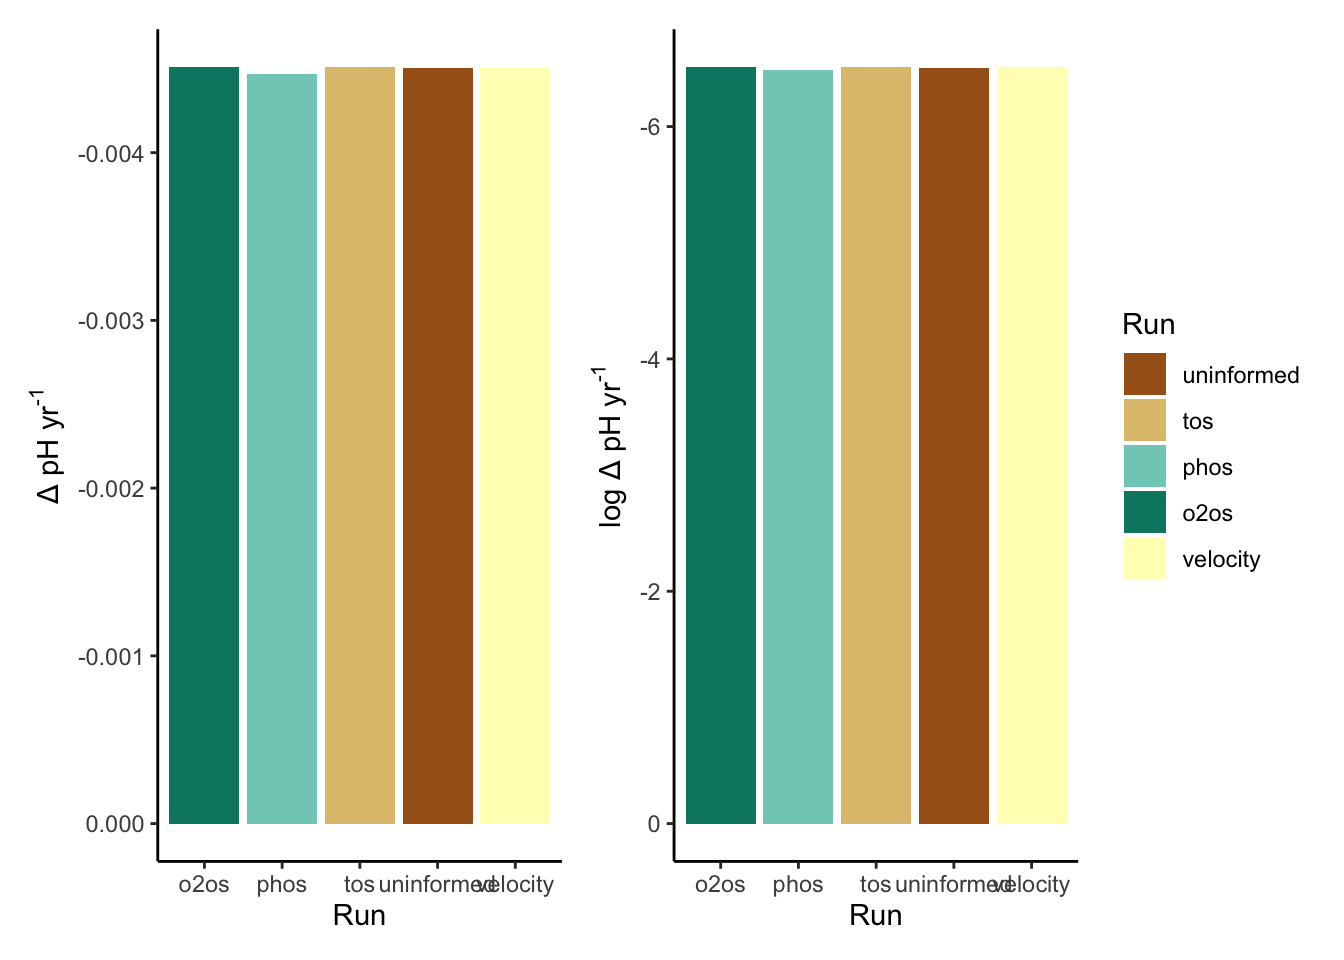 Δ pH yr-1
-0.004
-0.003
-0.002
-0.001
0.000
o2os phos tos uninformed velocity
Run
log Δ pH yr-1
-6
-4
-2
0
o2os phos tos uninformed velocity
Run
Run
uninformed
tos
phos
o2os
velocity